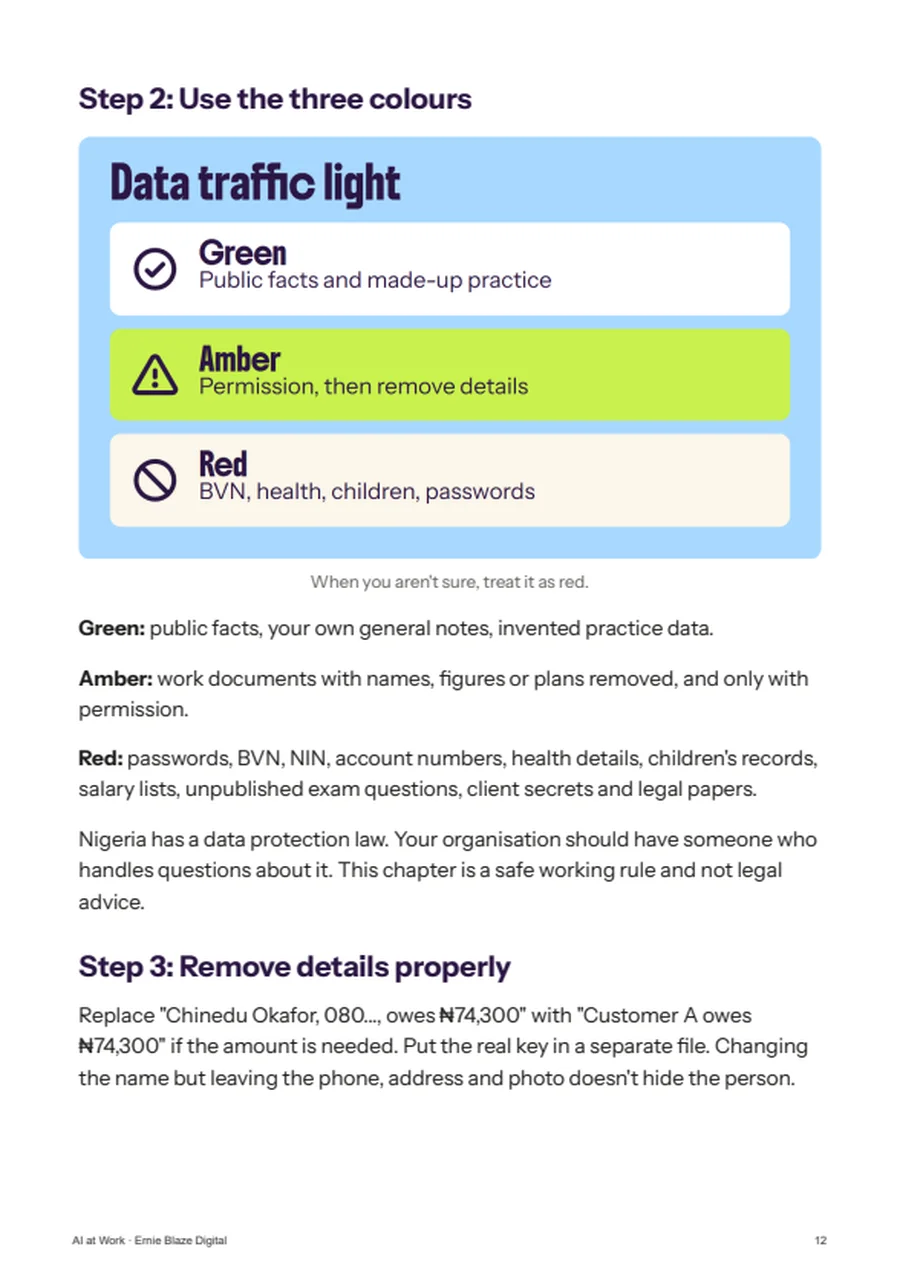 Step 2: Use the three colours
Data traffic light
Green
Public facts and made-up practice
Amber
Permission, then remove details
Red
BVN, health, children, passwords
When you aren't sure, treat it as red.
Green: public facts, your own general notes, invented practice data.
Amber: work documents with names, figures or plans removed, and only with
permission.
Red: passwords, BVN, NIN, account numbers, health details, children's records,
salary lists, unpublished exam questions, client secrets and legal papers.
Nigeria has a data protection law. Your organisation should have someone who
handles questions about it. This chapter is a safe working rule and not legal
advice.
Step 3: Remove details properly
Replace "Chinedu Okafor, 080..., owes ₦74,300" with "Customer A owes
₦74,300" if the amount is needed. Put the real key in a separate file. Changing
the name but leaving the phone, address and photo doesn't hide the person.
AI at Work · Ernie Blaze Digital
12